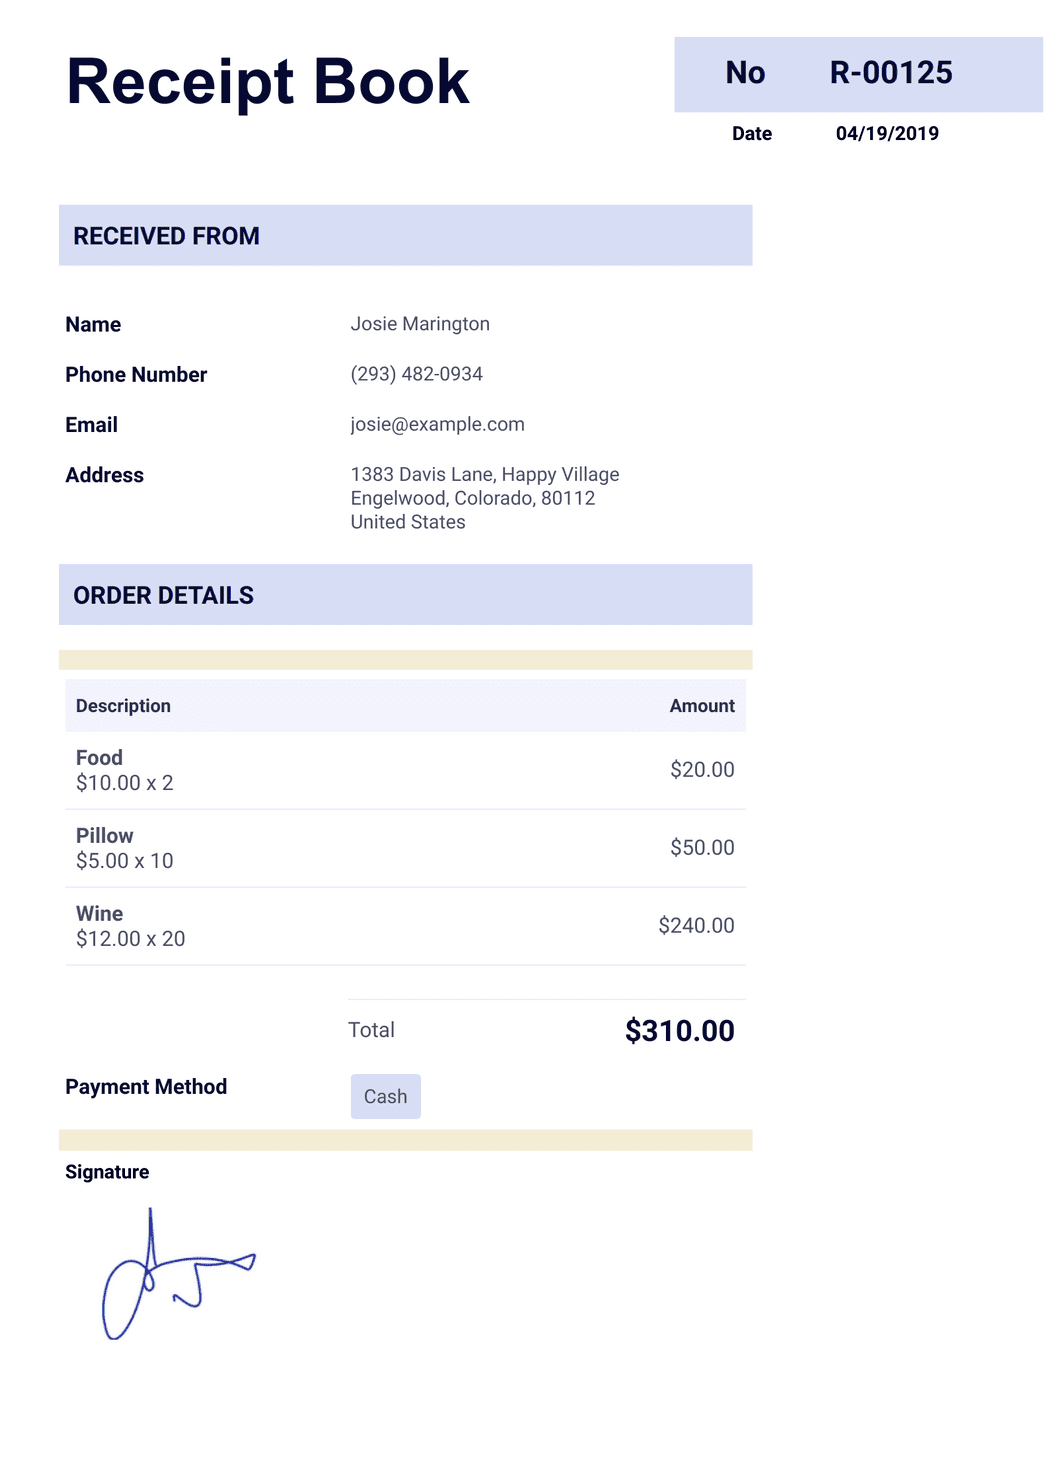 Receipt Book
No R-00125
Date 04/19/2019
RECEIVED FROM
Name Josie Marington
Phone Number (293) 482-0934
Email josie@example.com
Address 1383 Davis Lane, Happy Village
Engelwood, Colorado, 80112
United States
ORDER DETAILS
Description Amount
Food
$10.00 x 2 $20.00
Pillow
$5.00 x 10 $50.00
Wine
$12.00 x 20 $240.00
Total $310.00
Payment Method Cash
Signature